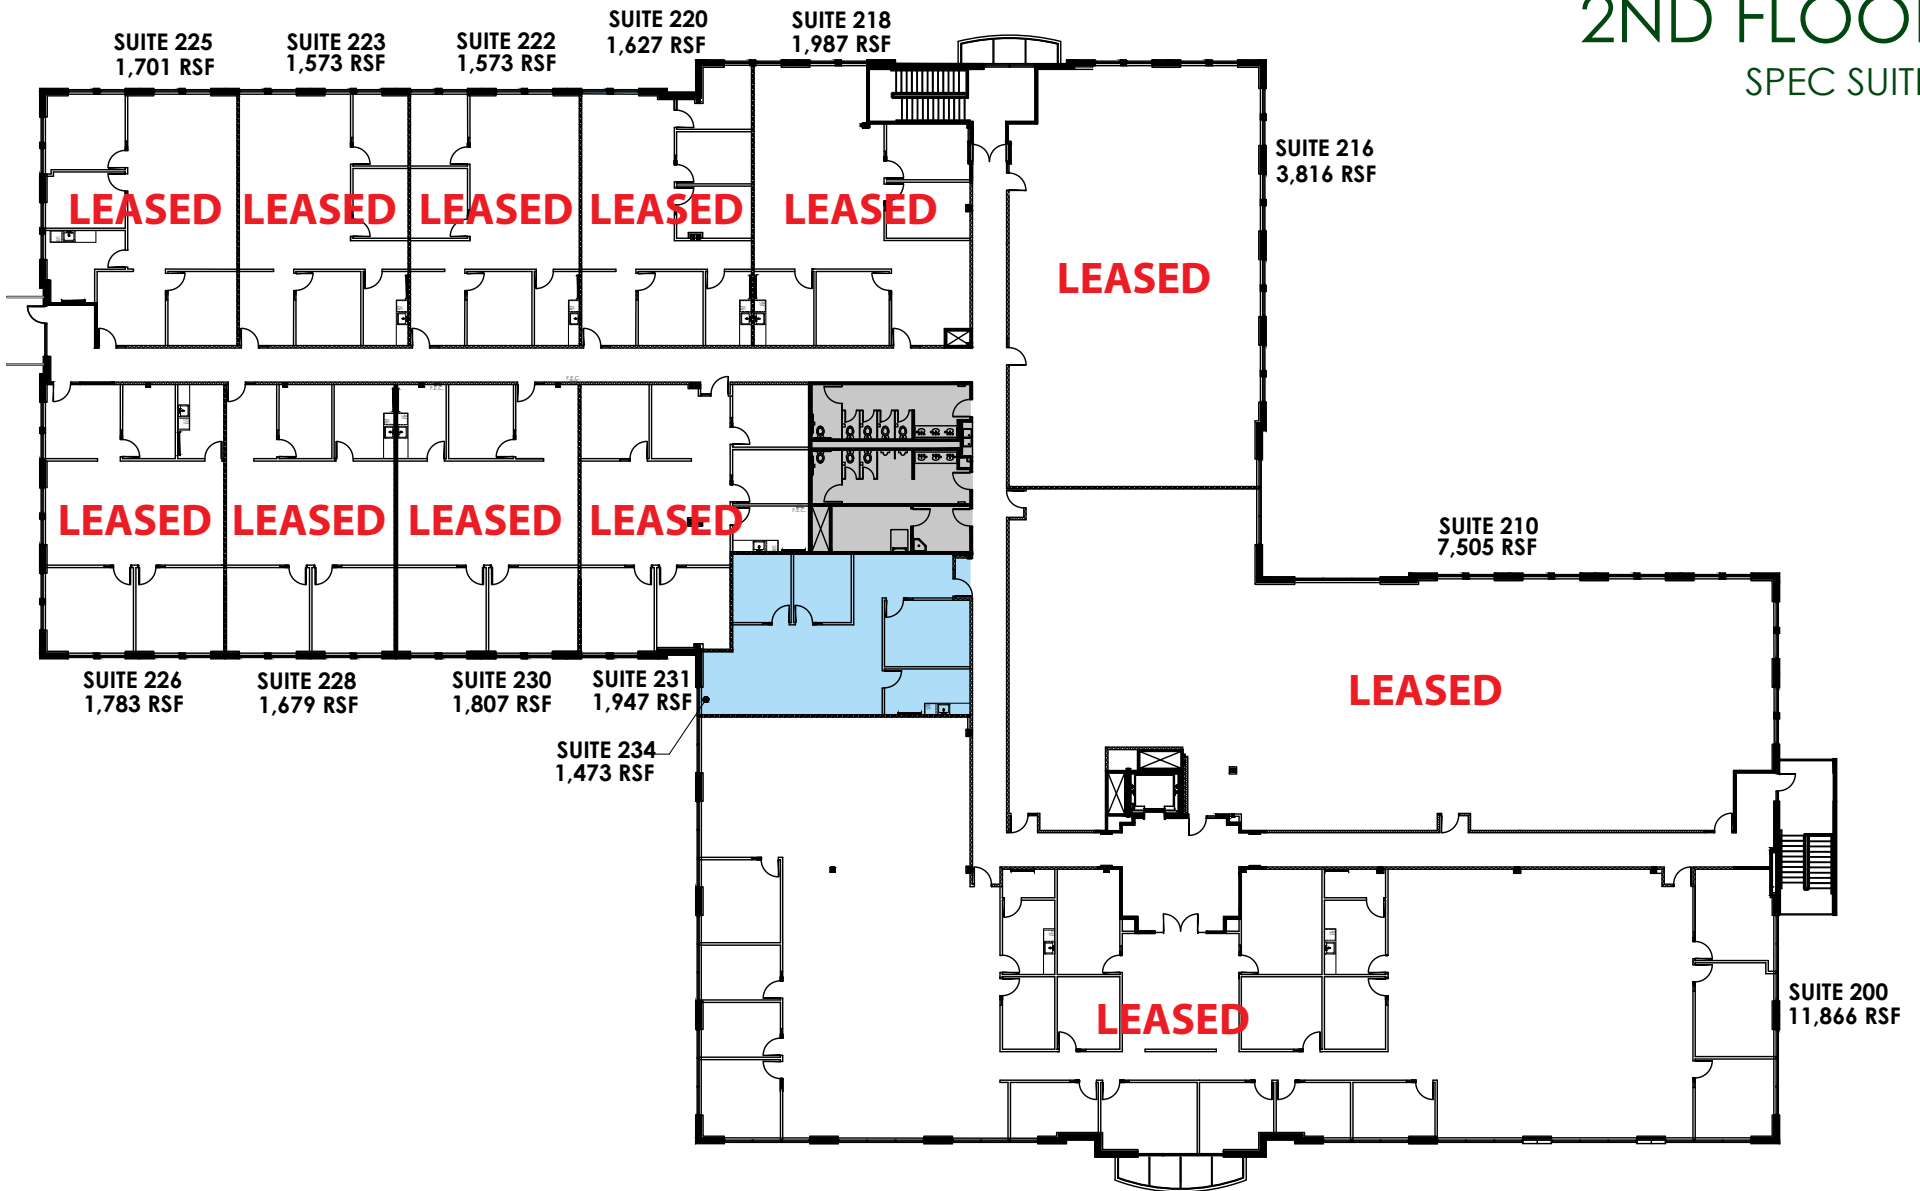 2ND FLOOR
SPEC SUITE
SUITE 225
1,701 RSF
SUITE 223
1,573 RSF
SUITE 222
1,573 RSF
SUITE 220
1,627 RSF
SUITE 218
1,987 RSF
SUITE 216
3,816 RSF
LEASED
LEASED
LEASED
LEASED
LEASED
LEASED
F.E.C.
F.E.C.
F.E.C.
LEASED
LEASED
LEASED
LEASED
SUITE 210
7,505 RSF
LEASED
SUITE 226
1,783 RSF
SUITE 228
1,679 RSF
SUITE 230
1,807 RSF
SUITE 231
1,947 RSF
SUITE 234
1,473 RSF
LEASED
SUITE 200
11,866 RSF